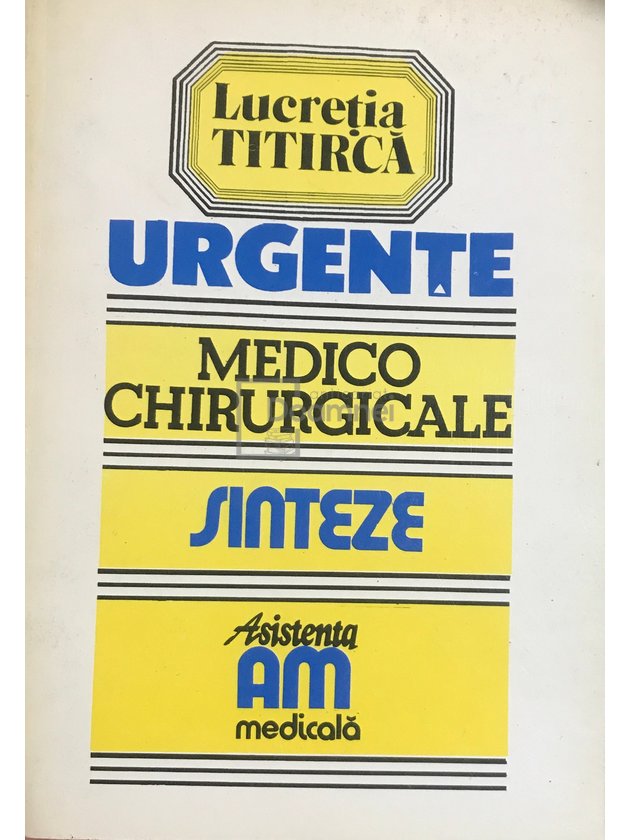 Lucreția
TITIRCĂ
URGENȚE
MEDICO
CHIRURGICALE
SINTEZE
Asistenta
AM
medicală